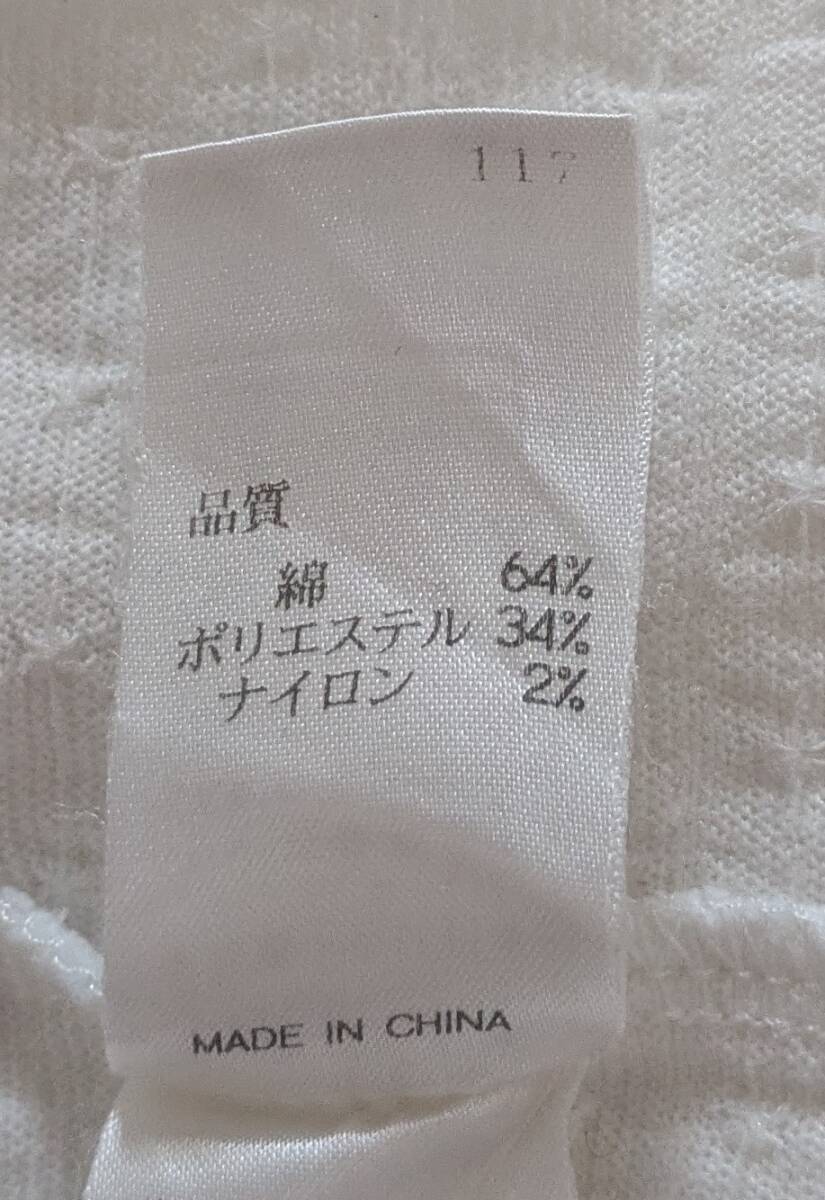 117
品質
綿 64%
ポリエステル 34%
ナイロン 2%
MADE IN CHINA